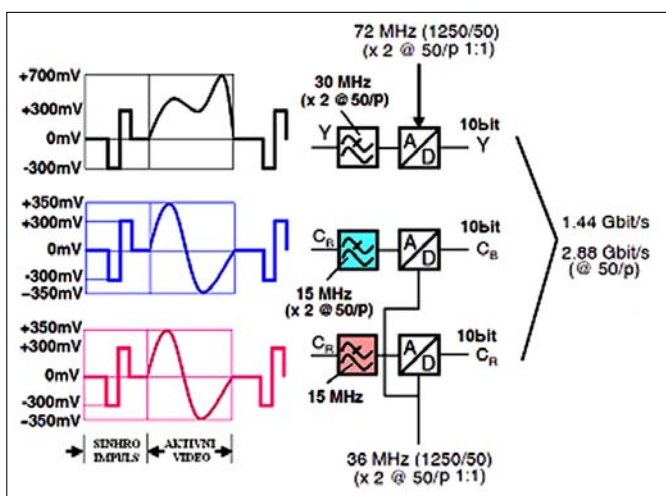 72 MHz (1250/50)
(x 2 @ 50/p 1:1)
+700mV
+300mV
0mV
-300mV
30 MHz
(x 2 @ 50/P)
Y
A
D
10bit
Y
+350mV
+300mV
0mV
-300mV
-350mV
CB
15 MHz
(x 2 @50/p)
A
D
10bit
CB
1.44 Gbit/s
2.88 Gbit/s
(@ 50/p)
+350mV
+300mV
0mV
-300mV
-350mV
CR
15 MHz
A
D
10bit
CR
SINHRO
IMPULS
AKTIVNI
VIDEO
36 MHz (1250/50)
(x 2 @ 50/p 1:1)